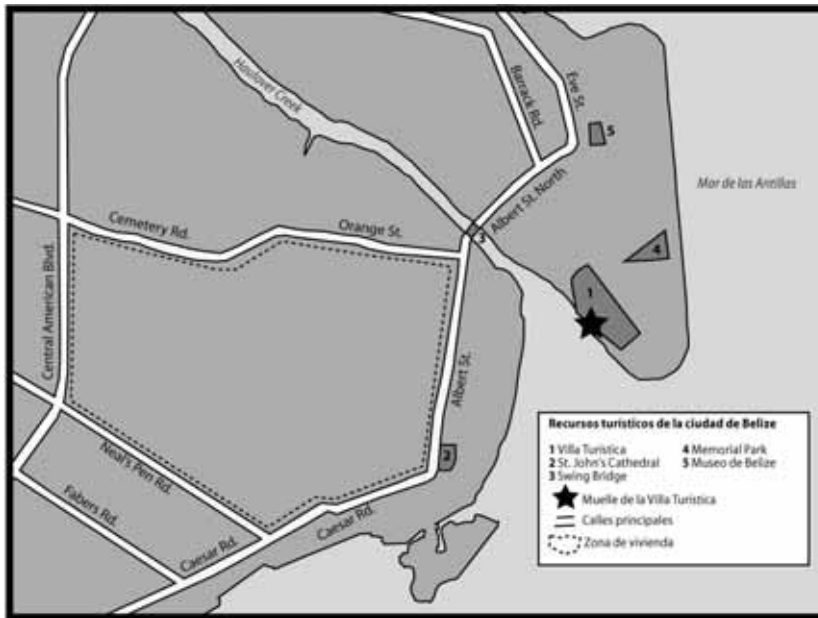 Haulover Creek
Barrack Rd.
Eve St.
5
Mar de las Antillas
Albert St. North
Cemetery Rd.
Orange St.
3
4
Central American Blvd.
1
Albert St.
Recursos turísticos de la ciudad de Belize
1 Villa Turística
4 Memorial Park
2 St. John's Cathedral
5 Museo de Belize
3 Swing Bridge
Muelle de la Villa Turística
Calles principales
Zona de vivienda
2
Neal's Pen Rd.
Fabers Rd.
Caesar Rd.
Caesar Rd.